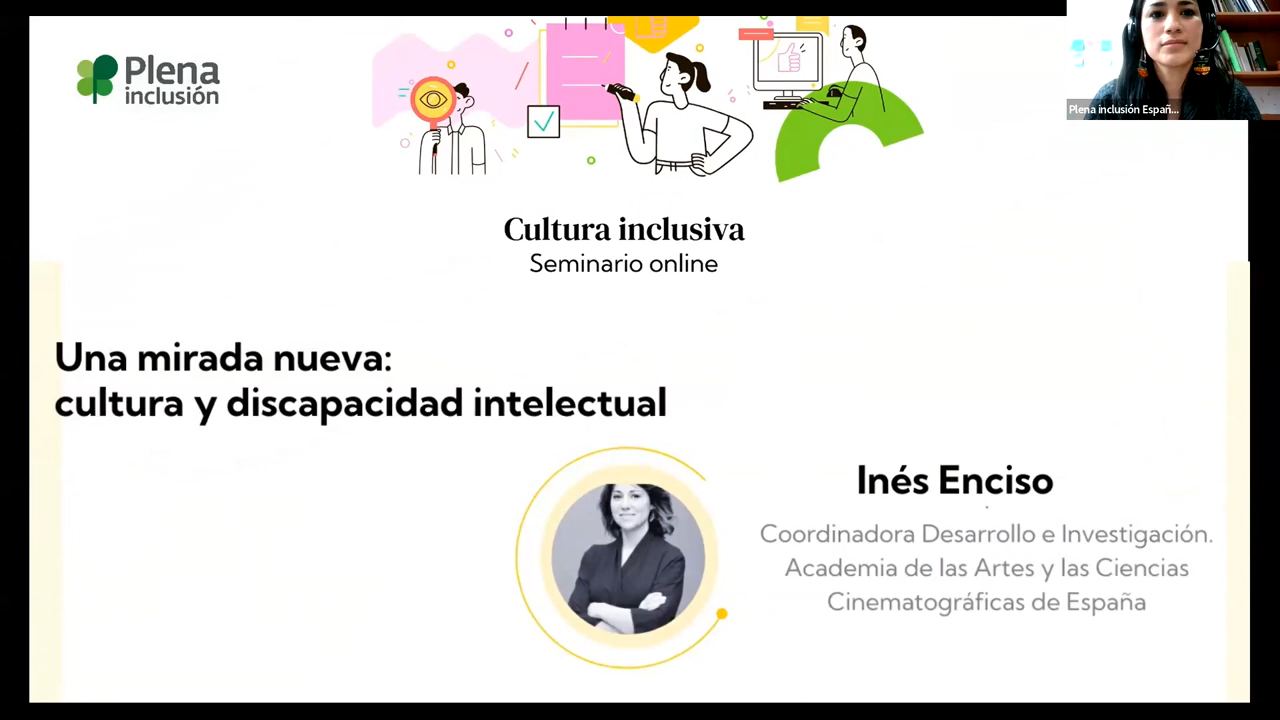 Plena
inclusión
Plena inclusión Españ...
Cultura inclusiva
Seminario online
Una mirada nueva:
cultura y discapacidad intelectual
Inés Enciso
Coordinadora Desarrollo e Investigación.
Academia de las Artes y las Ciencias
Cinematográficas de España